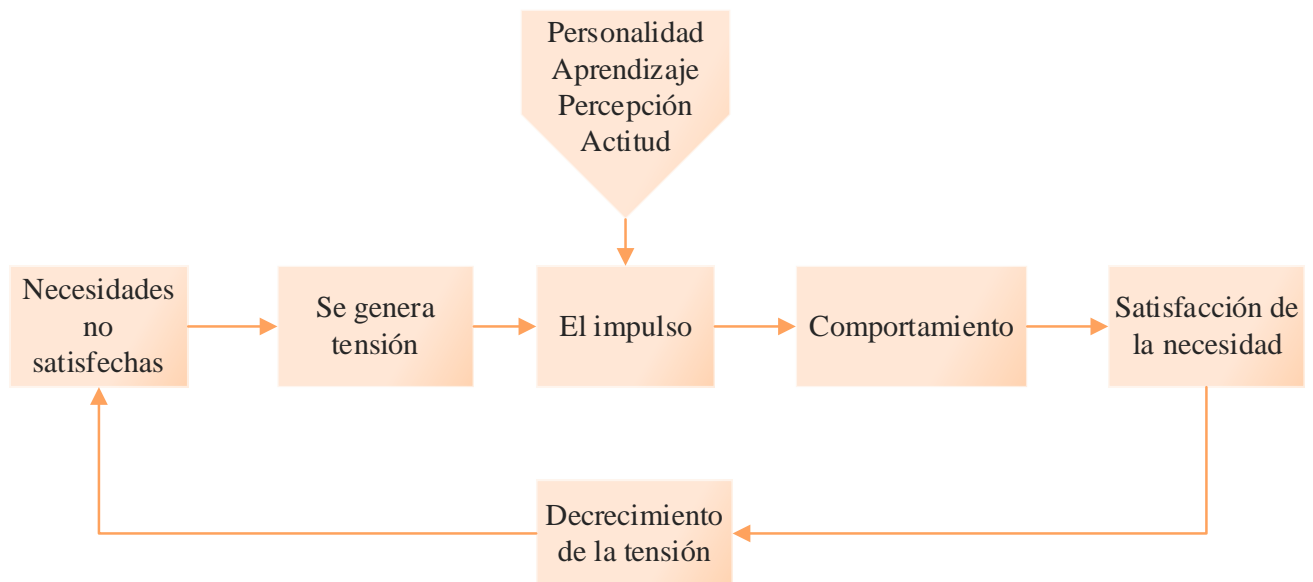 Personalidad
Aprendizaje
Percepción
Actitud
Necesidades
no
satisfechas
Se genera
tensión
El impulso
Comportamiento
Satisfacción de
la necesidad
Decrecimiento
de la tensión